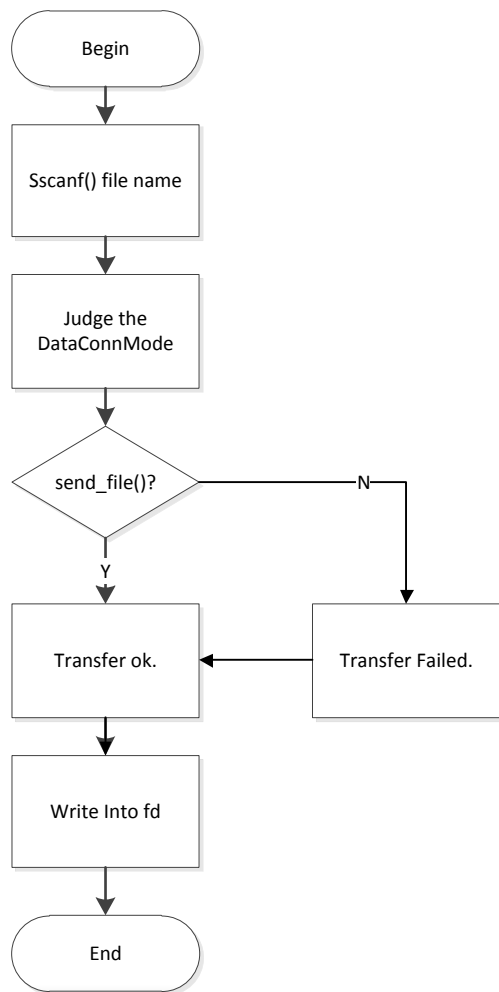 Begin
Sscanf() file name
Judge the
DataConnMode
send_file()?
N
Y
Transfer ok.
Transfer Failed.
Write Into fd
End